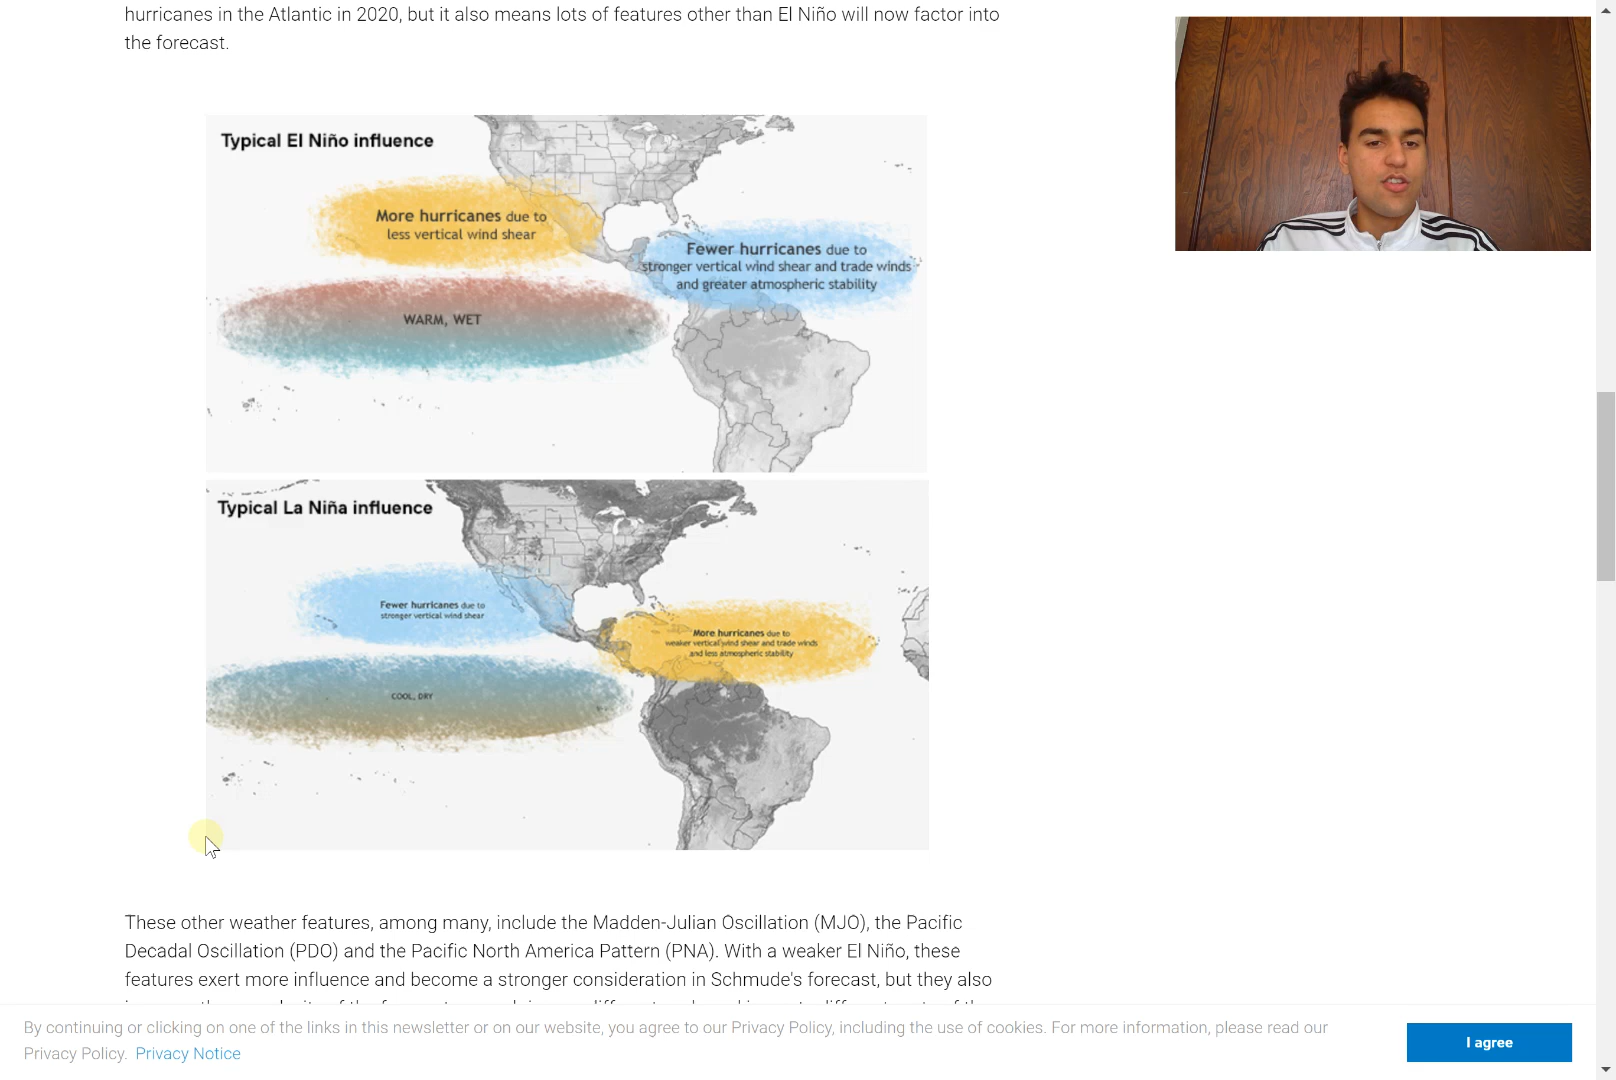 hurricanes in the Atlantic in 2020, but it also means lots of features other than El Niño will now factor into
the forecast.
Typical El Niño influence
More hurricanes due to
less vertical wind shear
Fewer hurricanes due to
stronger vertical wind shear and trade winds
and greater atmospheric stability
WARM, WET
Typical La Niña influence
Fewer hurricanes due to
stronger vertical wind shear
More hurricanes due to
weaker vertical wind shear and trade winds
and less atmospheric stability
COOL, DRY
These other weather features, among many, include the Madden-Julian Oscillation (MJO), the Pacific
Decadal Oscillation (PDO) and the Pacific North America Pattern (PNA). With a weaker El Niño, these
features exert more influence and become a stronger consideration in Schmude's forecast, but they also
By continuing or clicking on one of the links in this newsletter or on our website, you agree to our Privacy Policy, including the use of cookies. For more information, please read our
Privacy Policy. Privacy Notice
I agree